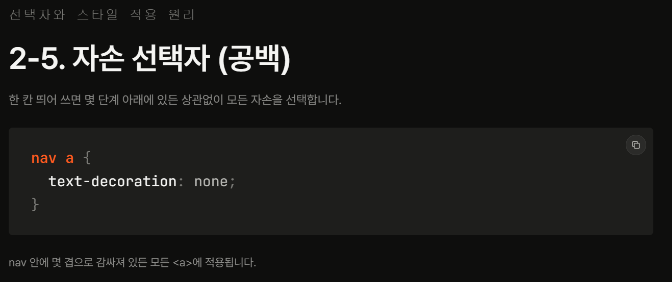 선택자와 스타일 적용 원리
2-5. 자손 선택자 (공백)
한 칸 띄어 쓰면 몇 단계 아래에 있든 상관없이 모든 자손을 선택합니다.
nav a {
  text-decoration: none;
}
nav 안에 몇 겹으로 감싸져 있든 모든 <a>에 적용됩니다.